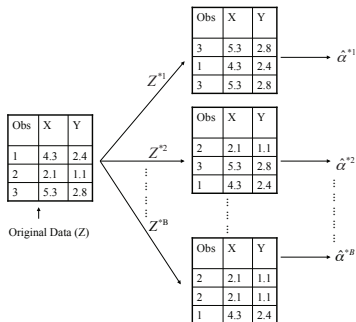 Obs X Y
3 5.3 2.8
1 4.3 2.4
3 5.3 2.8
Z*1
α̂*1
Obs X Y
1 4.3 2.4
2 2.1 1.1
3 5.3 2.8
Original Data (Z)
Z*2
Obs X Y
2 2.1 1.1
3 5.3 2.8
1 4.3 2.4
α̂*2
Z*B
Obs X Y
2 2.1 1.1
2 2.1 1.1
1 4.3 2.4
α̂*B